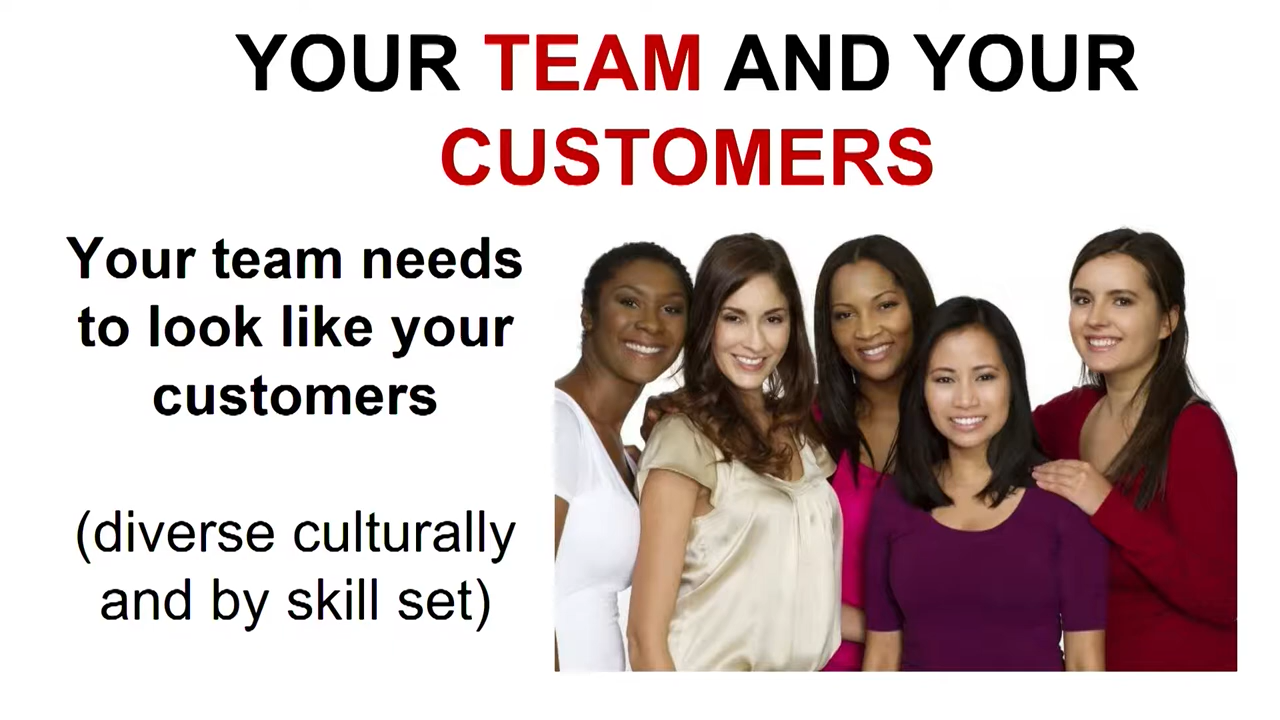 YOUR TEAM AND YOUR
CUSTOMERS
Your team needs
to look like your
customers
(diverse culturally
and by skill set)